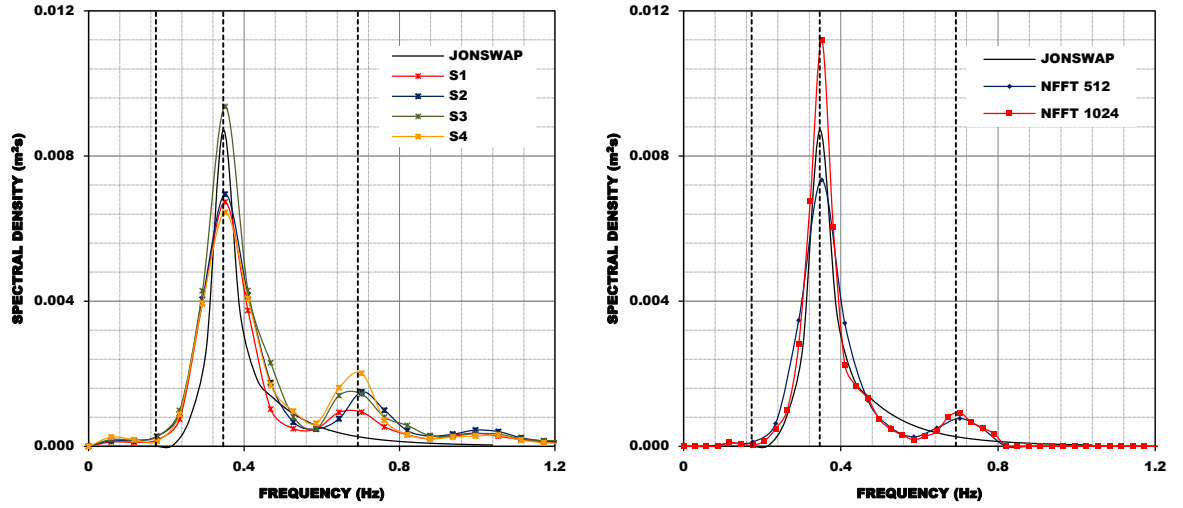 0.012
0.008
0.004
0.000
0
0.4
0.8
1.2
SPECTRAL DENSITY (m²s)
FREQUENCY (Hz)
JONSWAP
S1
S2
S3
S4
0.012
0.008
0.004
0.000
0
0.4
0.8
1.2
SPECTRAL DENSITY (m²s)
FREQUENCY (Hz)
JONSWAP
NFFT 512
NFFT 1024